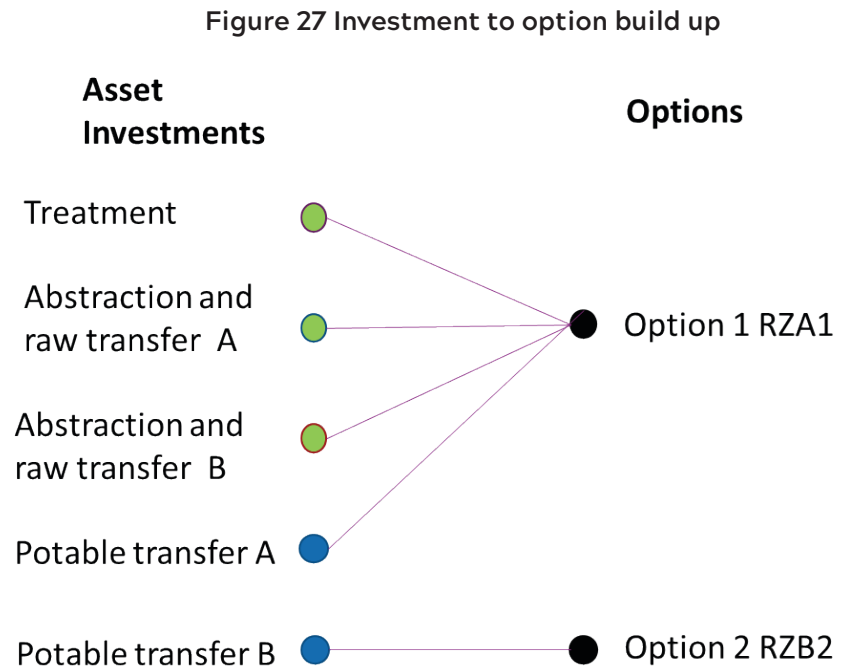 Figure 27 Investment to option build up
Asset
Investments
Options
Treatment
Abstraction and
raw transfer A
Option 1 RZA1
Abstraction and
raw transfer B
Potable transfer A
Potable transfer B
Option 2 RZB2